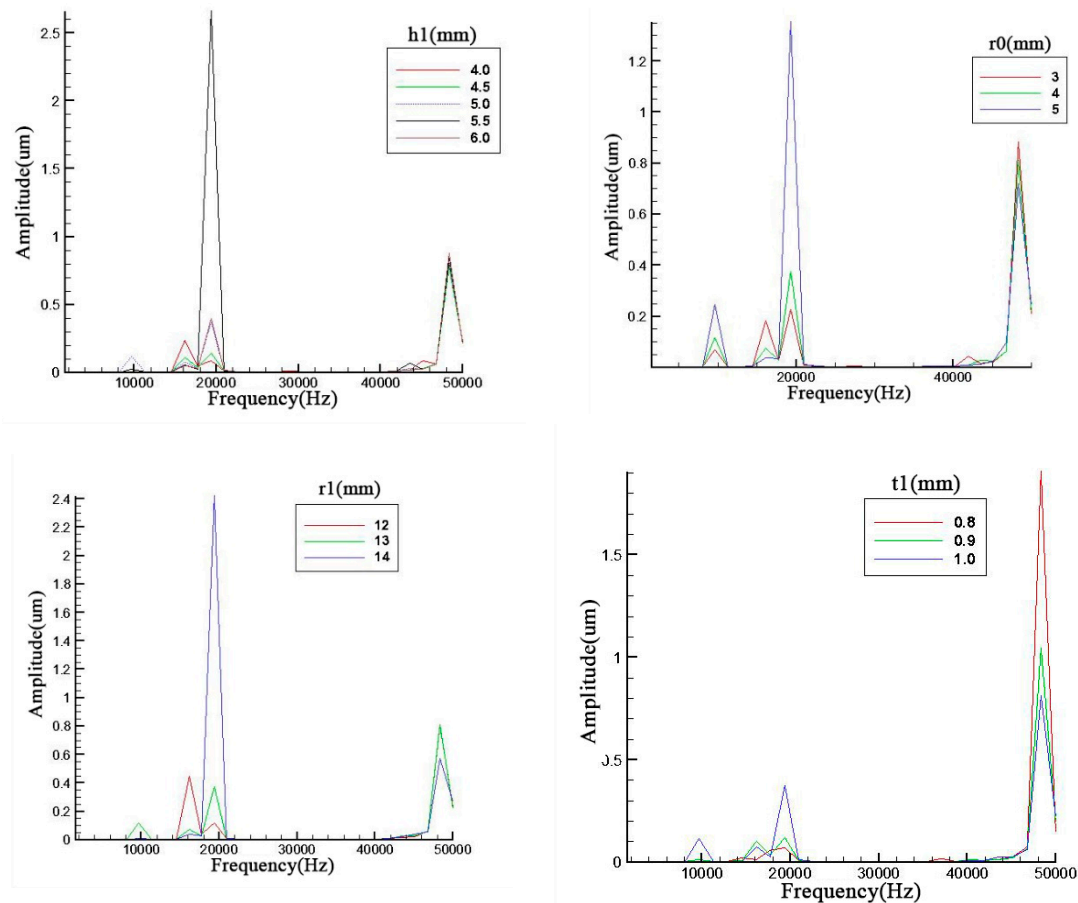 h1(mm)
4.0
4.5
5.0
5.5
6.0
2.5
2
1.5
1
0.5
0
Amplitude(um)
10000 20000 30000 40000 50000
Frequency(Hz)
r0(mm)
3
4
5
1.2
1
0.8
0.6
0.4
0.2
Amplitude(um)
20000 40000
Frequency(Hz)
r1(mm)
12
13
14
2.4
2.2
2
1.8
1.6
1.4
1.2
1
0.8
0.6
0.4
0.2
0
Amplitude(um)
10000 20000 30000 40000 50000
Frequency(Hz)
t1(mm)
0.8
0.9
1.0
1.5
1
0.5
0
Amplitude(um)
10000 20000 30000 40000 50000
Frequency(Hz)